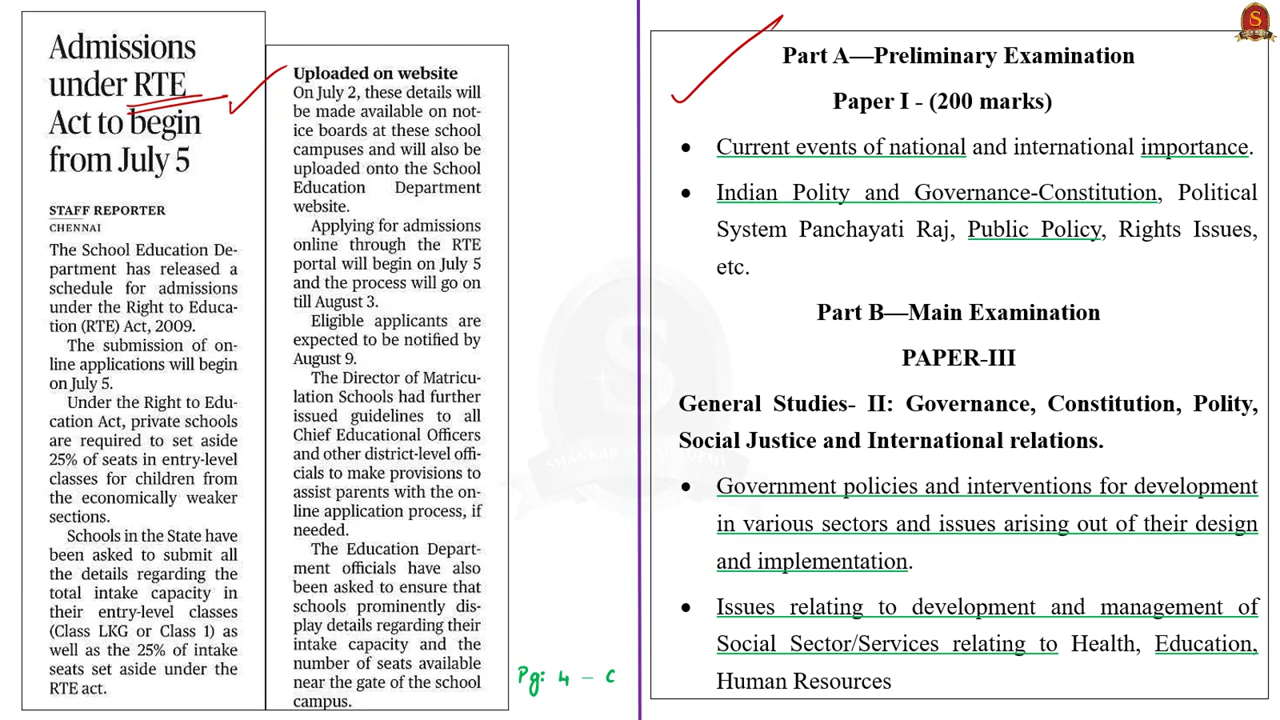 Admissions
under RTE
Act to begin
from July 5
STAFF REPORTER
CHENNAI
The School Education De-
partment has released a
schedule for admissions
under the Right to Educa-
tion (RTE) Act, 2009.
The submission of on-
line applications will begin
on July 5.
Under the Right to Edu-
cation Act, private schools
are required to set aside
25% of seats in entry-level
classes for children from
the economically weaker
sections.
Schools in the State have
been asked to submit all
the details regarding the
total intake capacity in
their entry-level classes
(Class LKG or Class 1) as
well as the 25% of intake
seats set aside under the
RTE act.
Uploaded on website
On July 2, these details will
be made available on not-
ice boards at these school
campuses and will also be
uploaded onto the School
Education Department
website.
Applying for admissions
online through the RTE
portal will begin on July 5
and the process will go on
till August 3.
Eligible applicants are
expected to be notified by
August 9.
The Director of Matricu-
lation Schools had further
issued guidelines to all
Chief Educational Officers
and other district-level offi-
cials to make provisions to
assist parents with the on-
line application process, if
needed.
The Education Depart-
ment officials have also
been asked to ensure that
schools prominently dis-
play details regarding their
intake capacity and the
number of seats available
near the gate of the school
campus.
Pg: 4 - C
Part A—Preliminary Examination
Paper I - (200 marks)
• Current events of national and international importance.
• Indian Polity and Governance-Constitution, Political
System Panchayati Raj, Public Policy, Rights Issues,
etc.
Part B—Main Examination
PAPER-III
General Studies- II: Governance, Constitution, Polity,
Social Justice and International relations.
• Government policies and interventions for development
in various sectors and issues arising out of their design
and implementation.
• Issues relating to development and management of
Social Sector/Services relating to Health, Education,
Human Resources